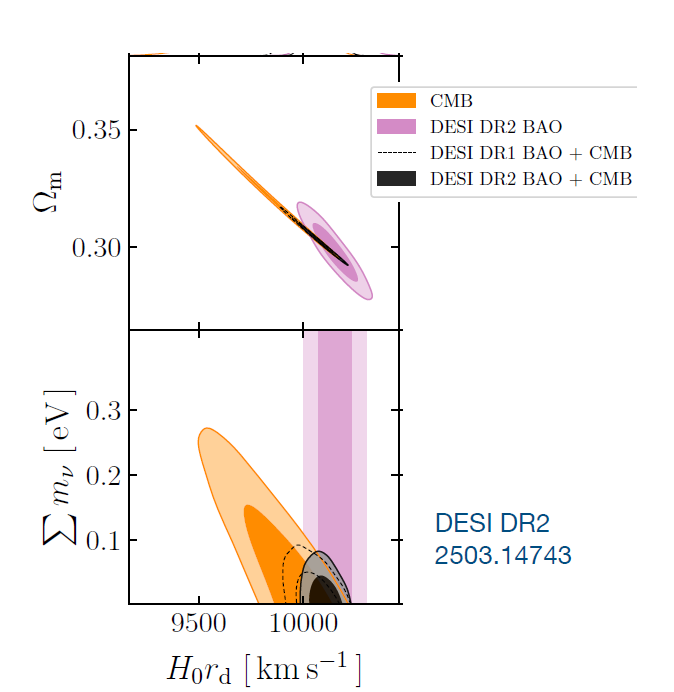 CMB
DESI DR2 BAO
DESI DR1 BAO + CMB
DESI DR2 BAO + CMB
0.35
0.30
Ωm
0.3
0.2
0.1
∑ mν [eV]
9500 10000
H0rd [km s−1]
DESI DR2
2503.14743